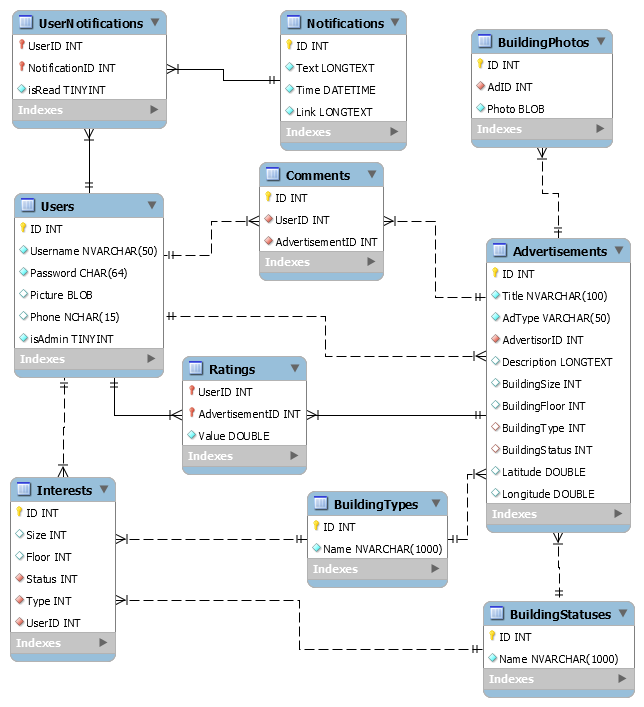 UserNotifications
UserID INT
NotificationID INT
isRead TINYINT
Indexes
Notifications
ID INT
Text LONGTEXT
Time DATETIME
Link LONGTEXT
Indexes
BuildingPhotos
ID INT
AdID INT
Photo BLOB
Indexes
Comments
ID INT
UserID INT
AdvertisementID INT
Indexes
Users
ID INT
Username NVARCHAR(50)
Password CHAR(64)
Picture BLOB
Phone NCHAR(15)
isAdmin TINYINT
Indexes
Advertisements
ID INT
Title NVARCHAR(100)
AdType VARCHAR(50)
AdvertisorID INT
Description LONGTEXT
BuildingSize INT
BuildingFloor INT
BuildingType INT
BuildingStatus INT
Latitude DOUBLE
Longitude DOUBLE
Indexes
Ratings
UserID INT
AdvertisementID INT
Value DOUBLE
Indexes
Interests
ID INT
Size INT
Floor INT
Status INT
Type INT
UserID INT
Indexes
BuildingTypes
ID INT
Name NVARCHAR(1000)
Indexes
BuildingStatuses
ID INT
Name NVARCHAR(1000)
Indexes